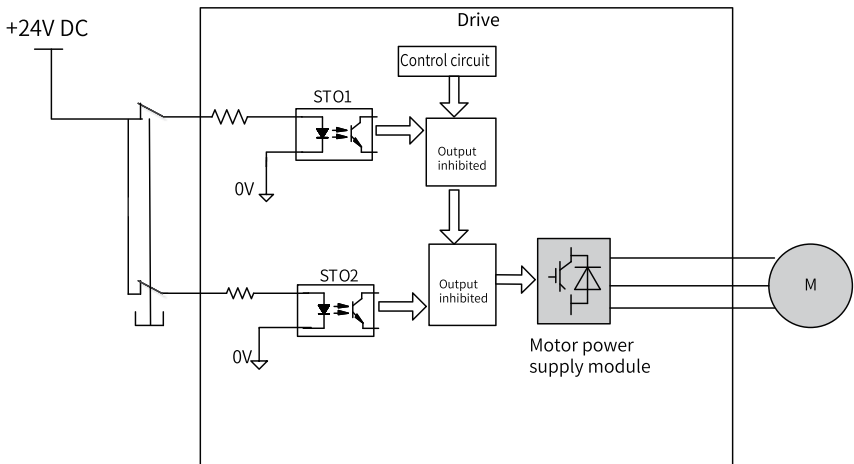 Drive
+24V DC
Control circuit
STO1
Output
inhibited
0V
STO2
Output
inhibited
M
0V
Motor power
supply module